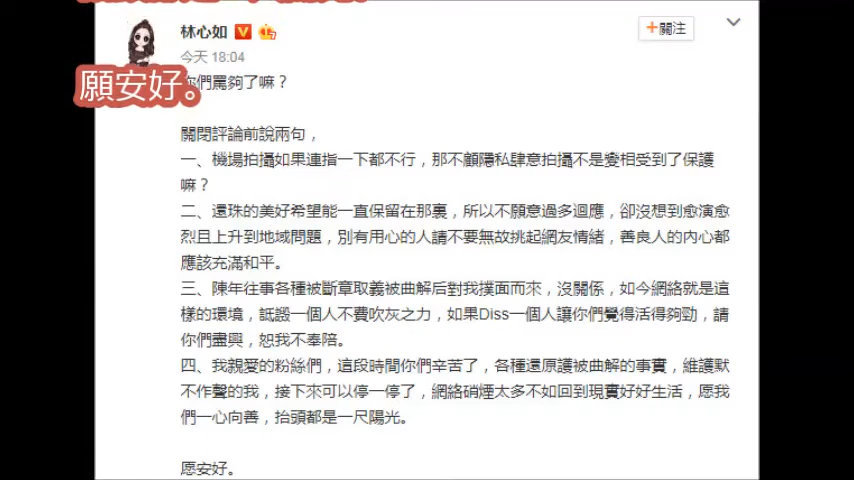 林心如
今天 18:04
+關注
願安好。
你們罵夠了嘛？
關閉評論前說兩句，
一、機場拍攝如果連指一下都不行，那不顧隱私肆意拍攝不是變相受到了保護
嘛？
二、還珠的美好希望能一直保留在那裏，所以不願意過多迴應，卻沒想到愈演愈
烈且上升到地域問題，別有用心的人請不要無故挑起網友情緒，善良人的內心都
應該充滿和平。
三、陳年往事各種被斷章取義被曲解后對我撲面而來，沒關係，如今網絡就是這
樣的環境，詆譭一個人不費吹灰之力，如果Diss一個人讓你們覺得活得夠勁，請
你們盡興，恕我不奉陪。
四、我親愛的粉絲們，這段時間你們辛苦了，各種還原護被曲解的事實，維護默
不作聲的我，接下來可以停一停了，網絡硝煙太多不如回到現實好好生活，愿我
們一心向善，抬頭都是一尺陽光。
愿安好。